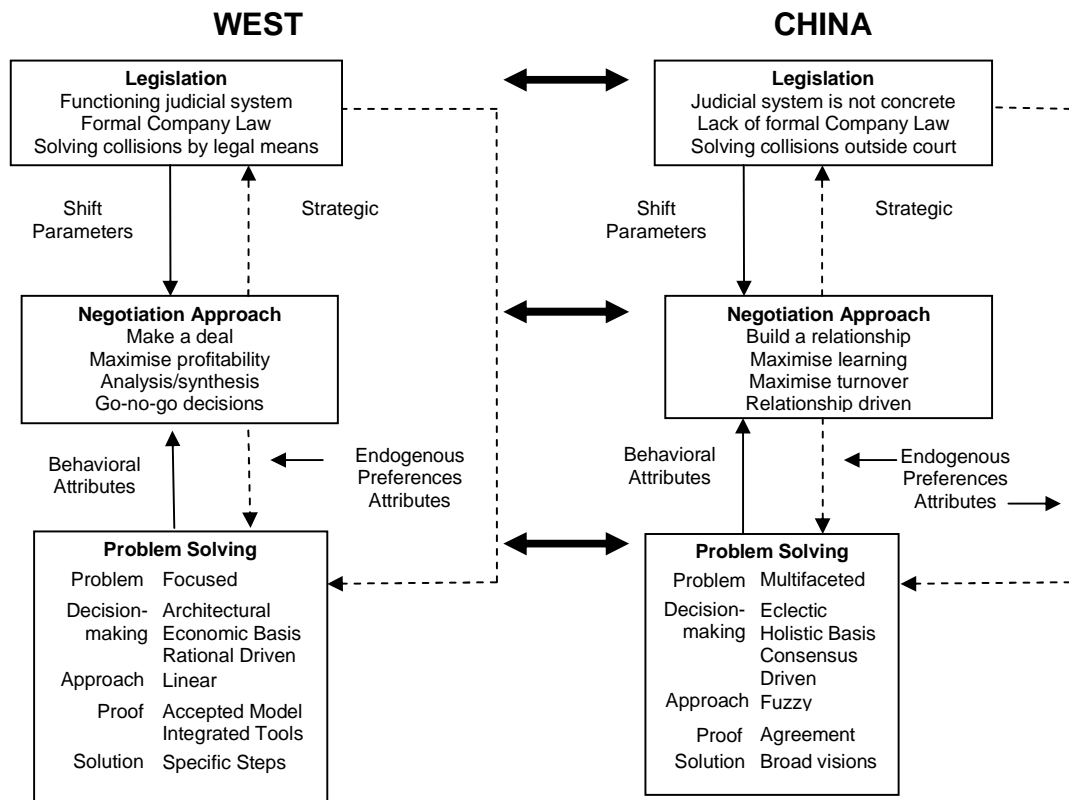 WEST
Legislation
Functioning judicial system
Formal Company Law
Solving collisions by legal means
Shift
Parameters
Strategic
Negotiation Approach
Make a deal
Maximise profitability
Analysis/synthesis
Go-no-go decisions
Behavioral
Attributes
Endogenous
Preferences
Attributes
Problem Solving
Problem Focused
Decision- Architectural
making Economic Basis
Rational Driven
Approach Linear
Proof Accepted Model
Integrated Tools
Solution Specific Steps
CHINA
Legislation
Judicial system is not concrete
Lack of formal Company Law
Solving collisions outside court
Shift
Parameters
Strategic
Negotiation Approach
Build a relationship
Maximise learning
Maximise turnover
Relationship driven
Behavioral
Attributes
Endogenous
Preferences
Attributes
Problem Solving
Problem Multifaceted
Decision- Eclectic
making Holistic Basis
Consensus
Driven
Approach Fuzzy
Proof Agreement
Solution Broad visions